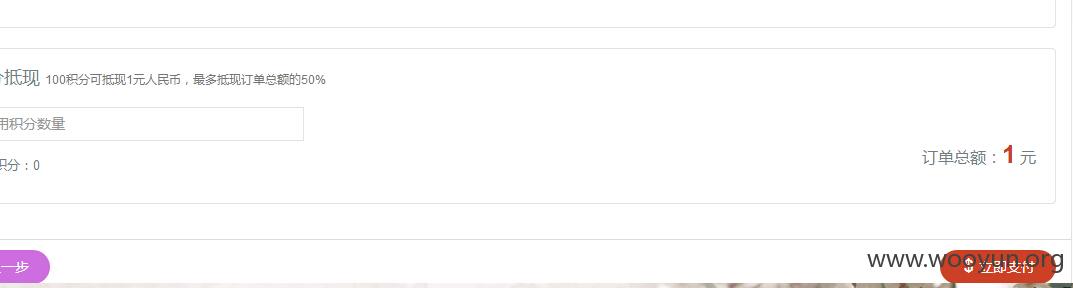 抵现 100积分可抵现1元人民币，最多抵现订单总额的50%
用积分数量
积分：0
订单总额：1 元
一步
$ 立即支付
www.wooyun.org